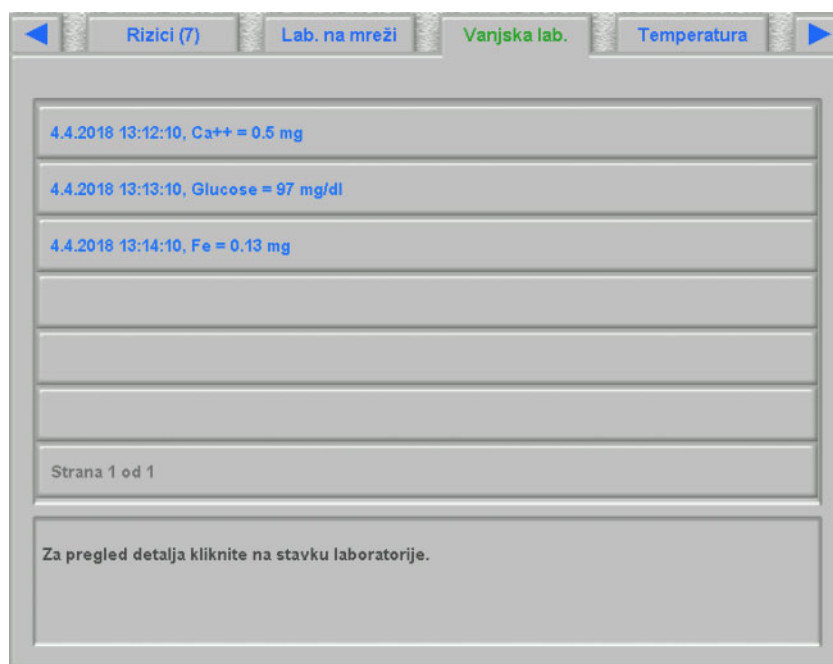 Rizici (7) Lab. na mreži Vanjska lab. Temperatura
4.4.2018 13:12:10, Ca++ = 0.5 mg
4.4.2018 13:13:10, Glucose = 97 mg/dl
4.4.2018 13:14:10, Fe = 0.13 mg
Strana 1 od 1
Za pregled detalja kliknite na stavku laboratorije.